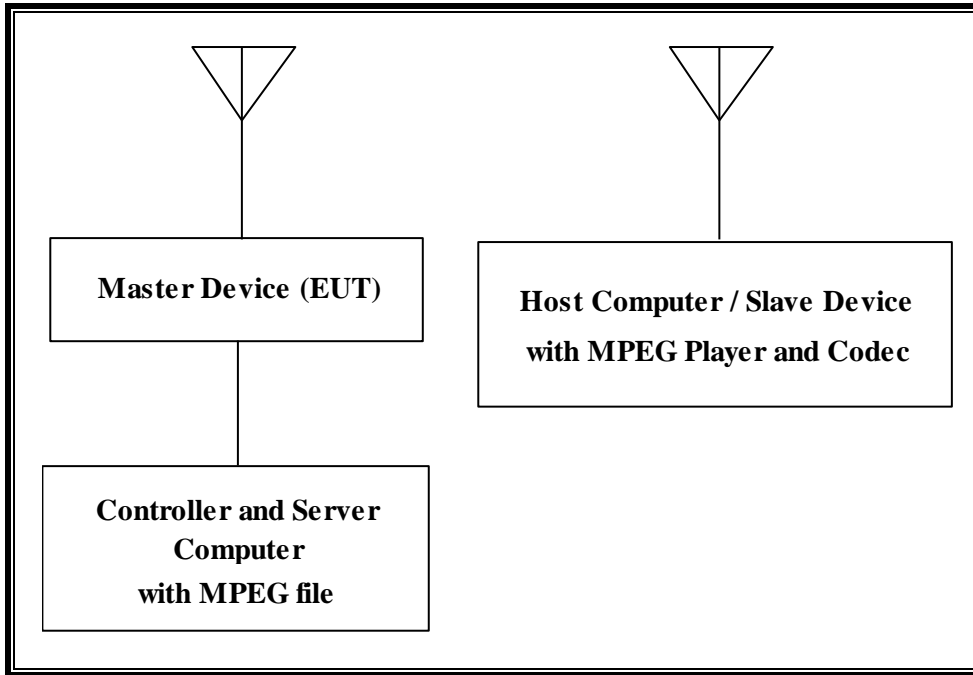 Master Device (EUT)
Host Computer / Slave Device
with MPEG Player and Codec
Controller and Server
Computer
with MPEG file